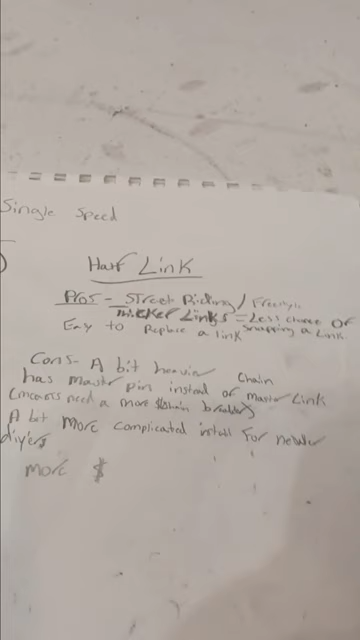 Single Speed
Half Link
Pros - Street Riding / Freestyle
Thicker Links = Less chance of
Easy to Replace a link snapping a Link
Cons - A bit heavier Chain
has master pin instead of master Link
(means need a more chain breaker)
A bit more complicated install For newer
diyers
more $